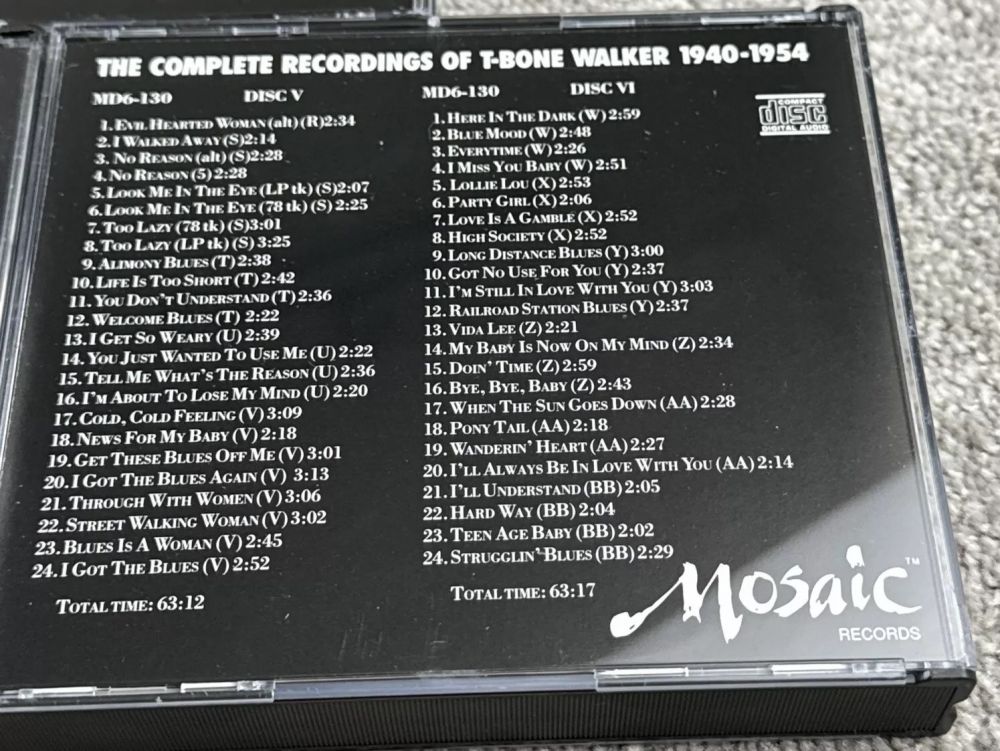 THE COMPLETE RECORDINGS OF T-BONE WALKER 1940-1954
MD6-130 DISC V
1. EVIL HEARTED WOMAN (alt) (R) 2:34
2. I WALKED AWAY (S) 2:14
3. NO REASON (alt) (S) 2:28
4. NO REASON (5) 2:28
5. LOOK ME IN THE EYE (LP tk) (S) 2:07
6. LOOK ME IN THE EYE (78 tk) (S) 2:25
7. TOO LAZY (78 tk) (S) 3:01
8. TOO LAZY (LP tk) (S) 3:25
9. ALIMONY BLUES (T) 2:38
10. LIFE IS TOO SHORT (T) 2:42
11. YOU DON'T UNDERSTAND (T) 2:36
12. WELCOME BLUES (T) 2:22
13. I GET SO WEARY (U) 2:39
14. YOU JUST WANTED TO USE ME (U) 2:22
15. TELL ME WHAT'S THE REASON (U) 2:36
16. I'M ABOUT TO LOSE MY MIND (U) 2:20
17. COLD, COLD FEELING (V) 3:09
18. NEWS FOR MY BABY (V) 2:18
19. GET THESE BLUES OFF ME (V) 3:01
20. I GOT THE BLUES AGAIN (V) 3:13
21. THROUGH WITH WOMEN (V) 3:06
22. STREET WALKING WOMAN (V) 3:02
23. BLUES IS A WOMAN (V) 2:45
24. I GOT THE BLUES (V) 2:52
TOTAL TIME: 63:12
MD6-130 DISC VI
1. HERE IN THE DARK (W) 2:59
2. BLUE MOOD (W) 2:48
3. EVERYTIME (W) 2:26
4. I MISS YOU BABY (W) 2:51
5. LOLLIE LOU (X) 2:53
6. PARTY GIRL (X) 2:06
7. LOVE IS A GAMBLE (X) 2:52
8. HIGH SOCIETY (X) 2:52
9. LONG DISTANCE BLUES (Y) 3:00
10. GOT NO USE FOR YOU (Y) 2:37
11. I'M STILL IN LOVE WITH YOU (Y) 3:03
12. RAILROAD STATION BLUES (Y) 2:37
13. VIDA LEE (Z) 2:21
14. MY BABY IS NOW ON MY MIND (Z) 2:34
15. DOIN' TIME (Z) 2:59
16. BYE, BYE, BABY (Z) 2:43
17. WHEN THE SUN GOES DOWN (AA) 2:28
18. PONY TAIL (AA) 2:18
19. WANDERIN' HEART (AA) 2:27
20. I'LL ALWAYS BE IN LOVE WITH YOU (AA) 2:14
21. I'LL UNDERSTAND (BB) 2:05
22. HARD WAY (BB) 2:04
23. TEEN AGE BABY (BB) 2:02
24. STRUGGLIN' BLUES (BB) 2:29
TOTAL TIME: 63:17
COMPACT
disc
DIGITAL AUDIO
Mosaic™
RECORDS